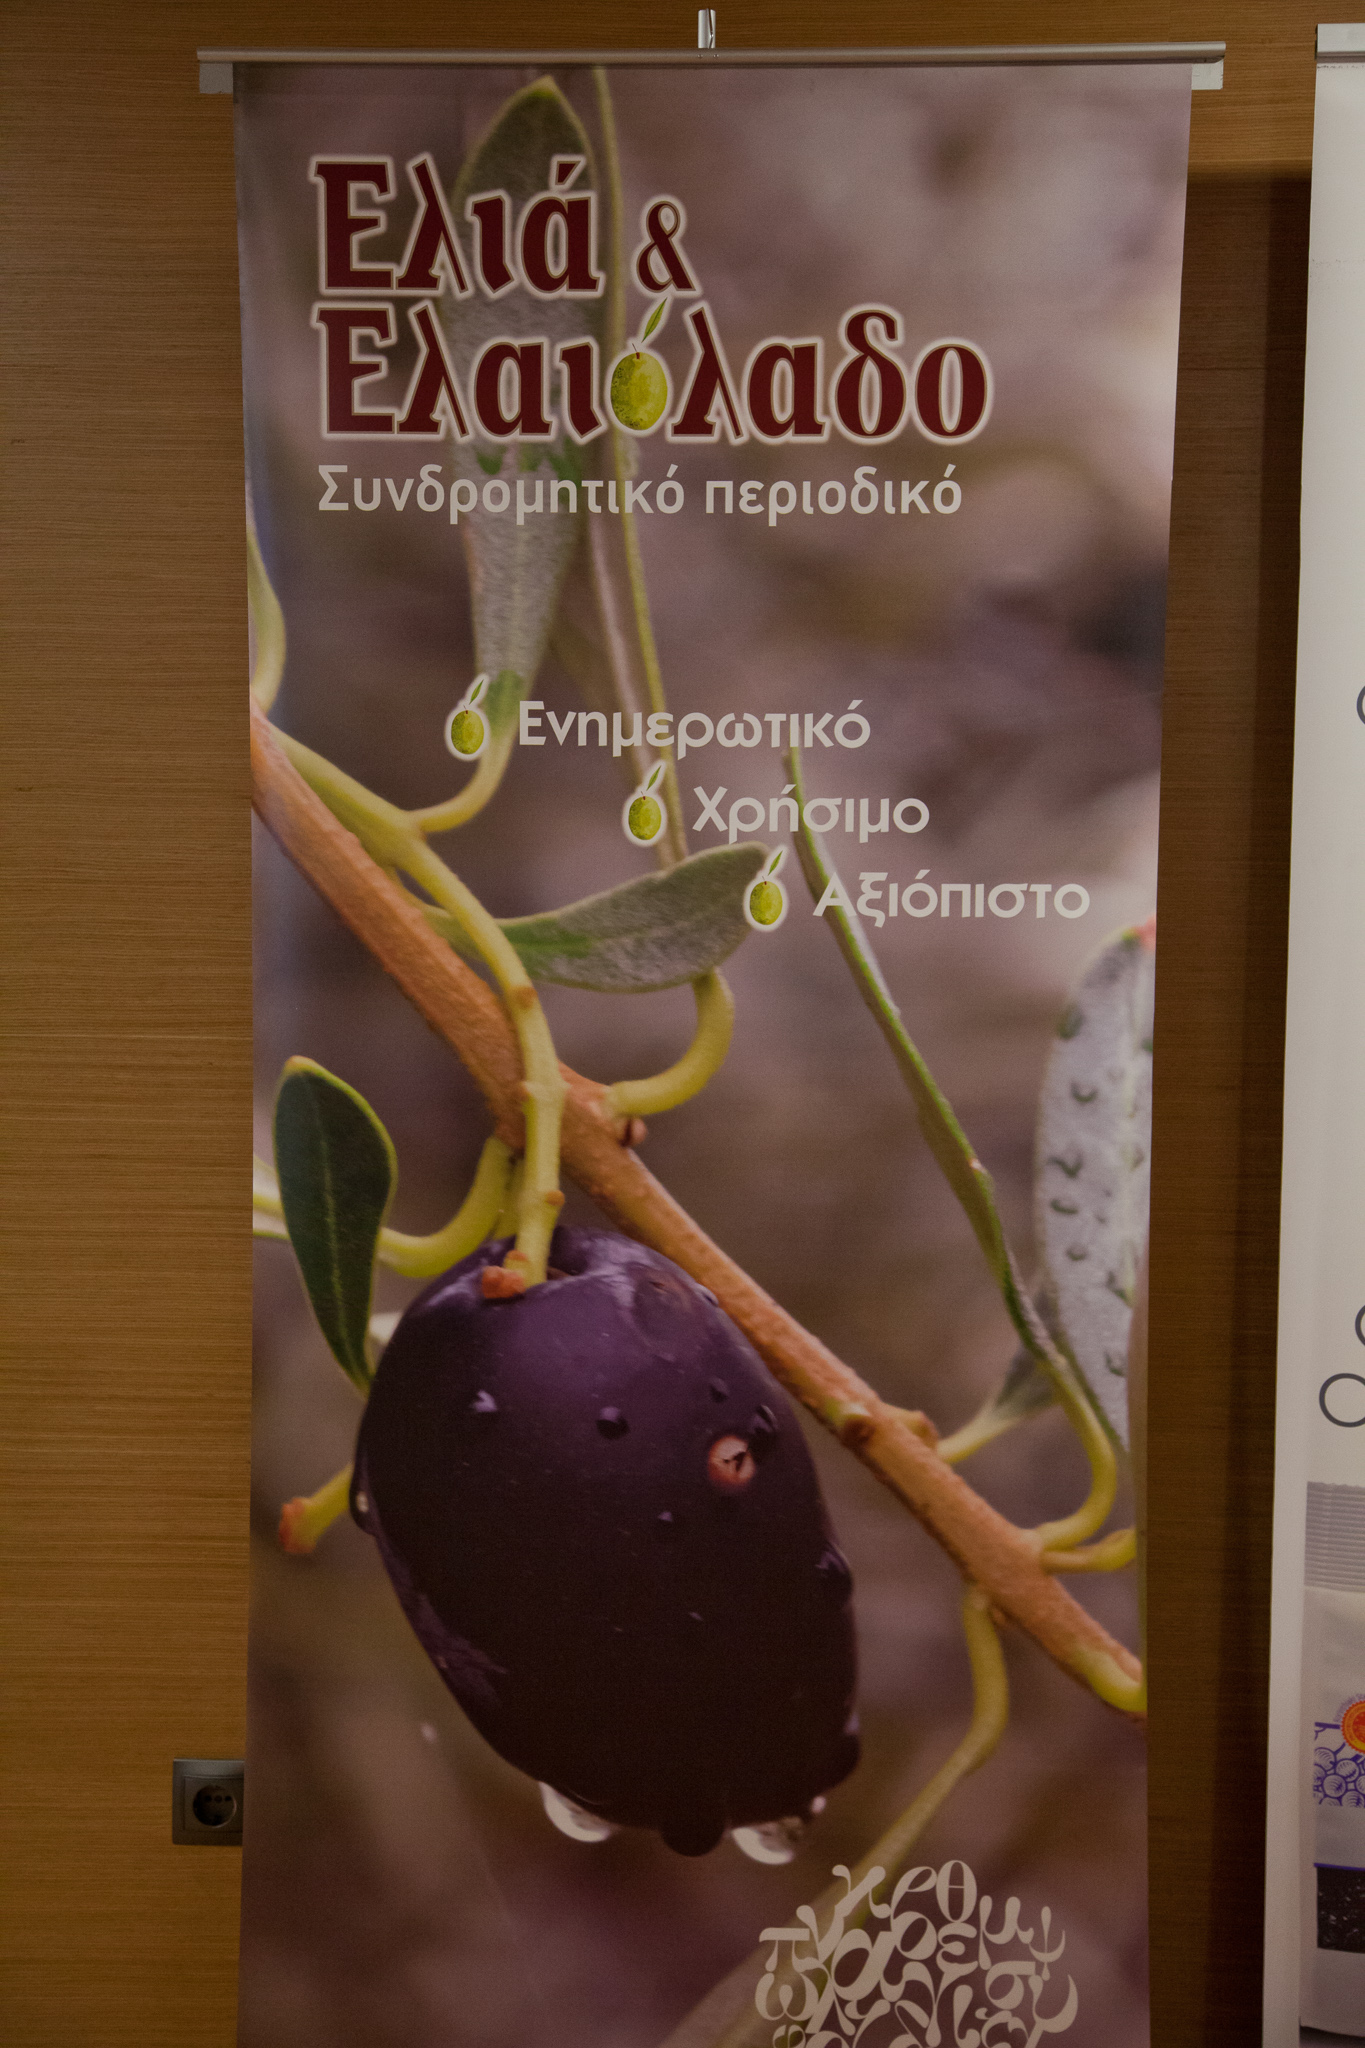 Ελιά &
Ελαιόλαδο
Συνδρομητικό περιοδικό
Ενημερωτικό
Χρήσιμο
Αξιόπιστο